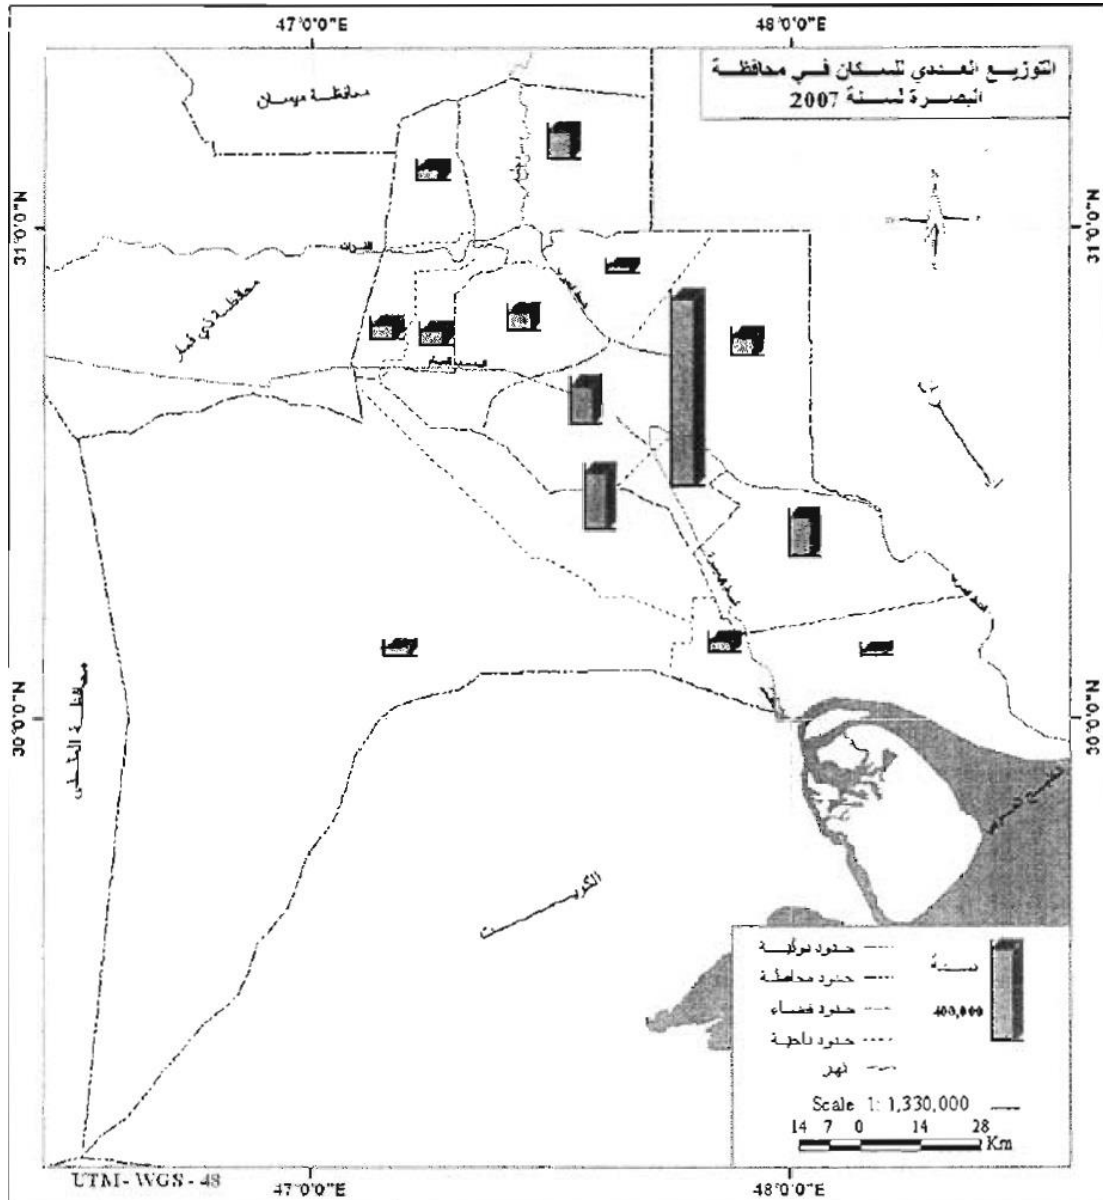 47°0'0"E
48°0'0"E
التوزيع العددي للسكان في محافظة
البصرة لسنة 2007
محافظة ميسان
31°0'0"N
31°0'0"N
الفرات
محافظة ذي قار
30°0'0"N
30°0'0"N
محافظة المثنى
الكويت
حدود دولية
حدود محافظة
حدود قضاء
حدود ناحية
نهر
نسمة
400,000
Scale 1: 1,330,000
14 7 0 14 28
Km
UTM- WGS - 48
47°0'0"E
48°0'0"E